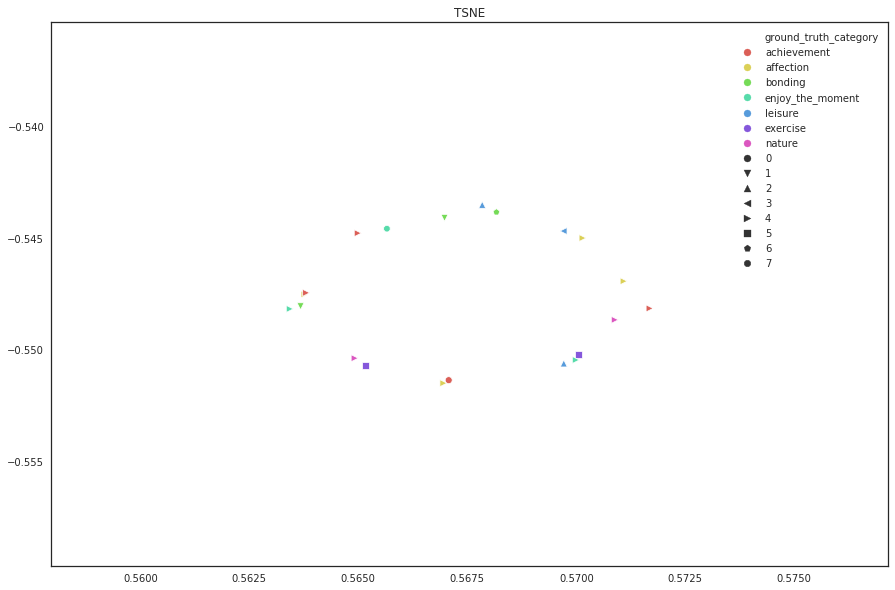 TSNE
ground_truth_category
achievement
affection
bonding
enjoy_the_moment
leisure
exercise
nature
0
1
2
3
4
5
6
7
−0.540
−0.545
−0.550
−0.555
0.5600 0.5625 0.5650 0.5675 0.5700 0.5725 0.5750